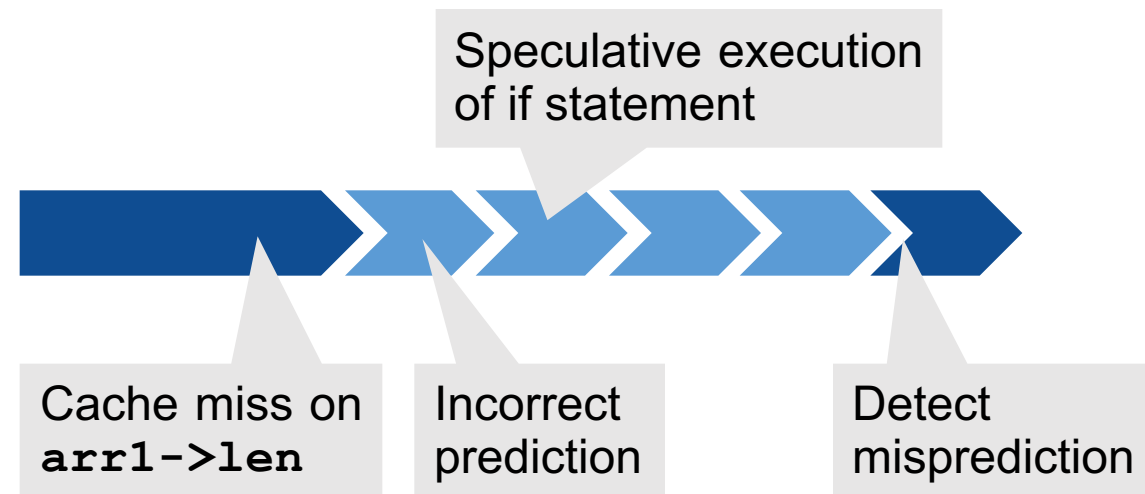 Speculative execution
of if statement
Cache miss on
arr1->len
Incorrect
prediction
Detect
misprediction